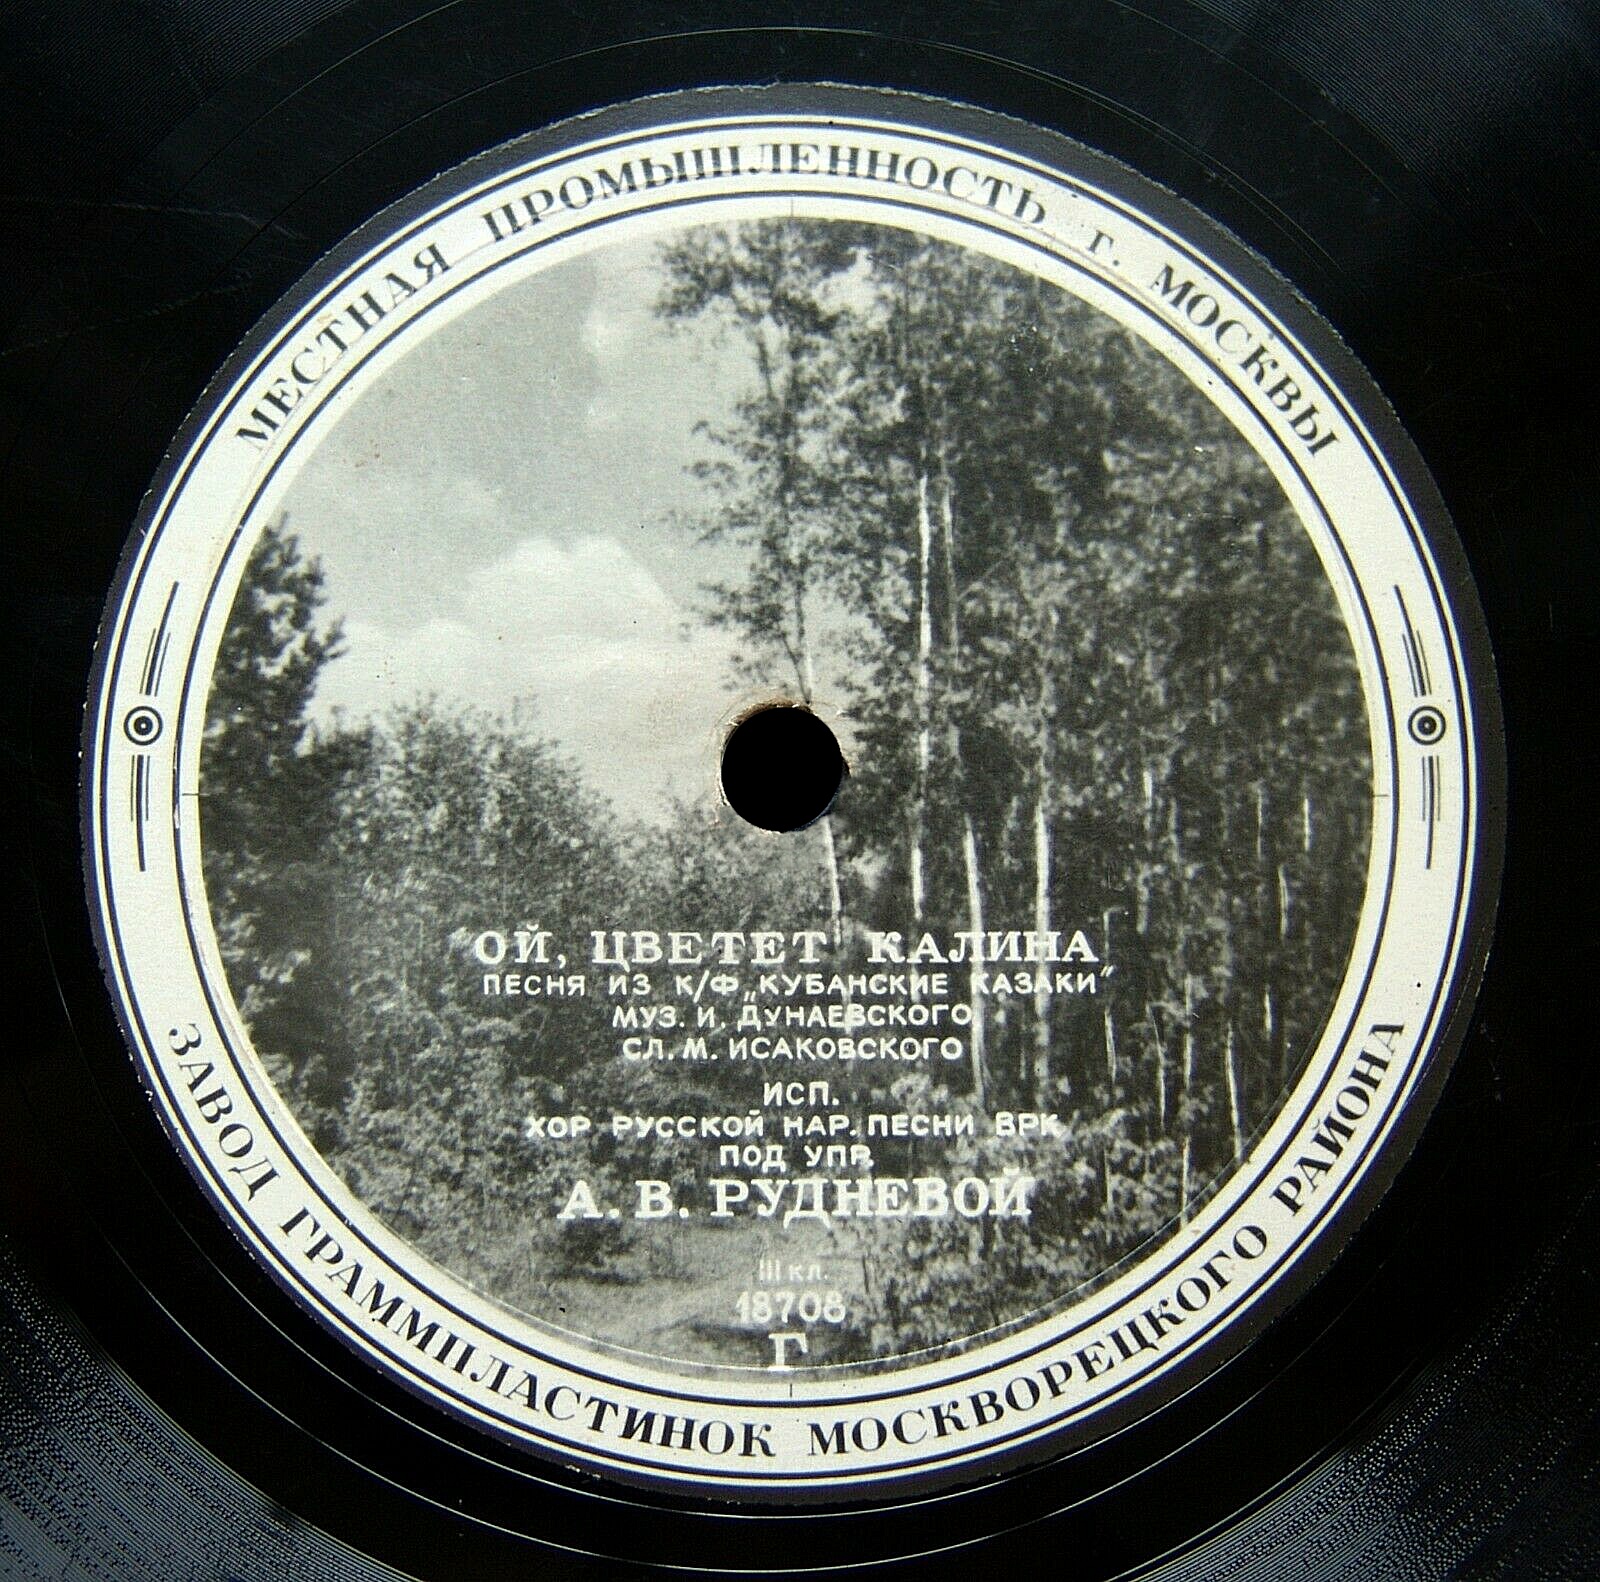 МЕСТНАЯ ПРОМЫШЛЕННОСТЬ г. МОСКВЫ
"ОЙ, ЦВЕТЕТ КАЛИНА"
ПЕСНЯ ИЗ К/Ф „КУБАНСКИЕ КАЗАКИ"
МУЗ. И. ДУНАЕВСКОГО
СЛ. М. ИСАКОВСКОГО
ИСП.
ХОР РУССКОЙ НАР. ПЕСНИ ВРК
ПОД УПР.
А. В. РУДНЕВОЙ
III кл.
18708
Г
ЗАВОД ГРАММПЛАСТИНОК МОСКВОРЕЦКОГО РАЙОНА